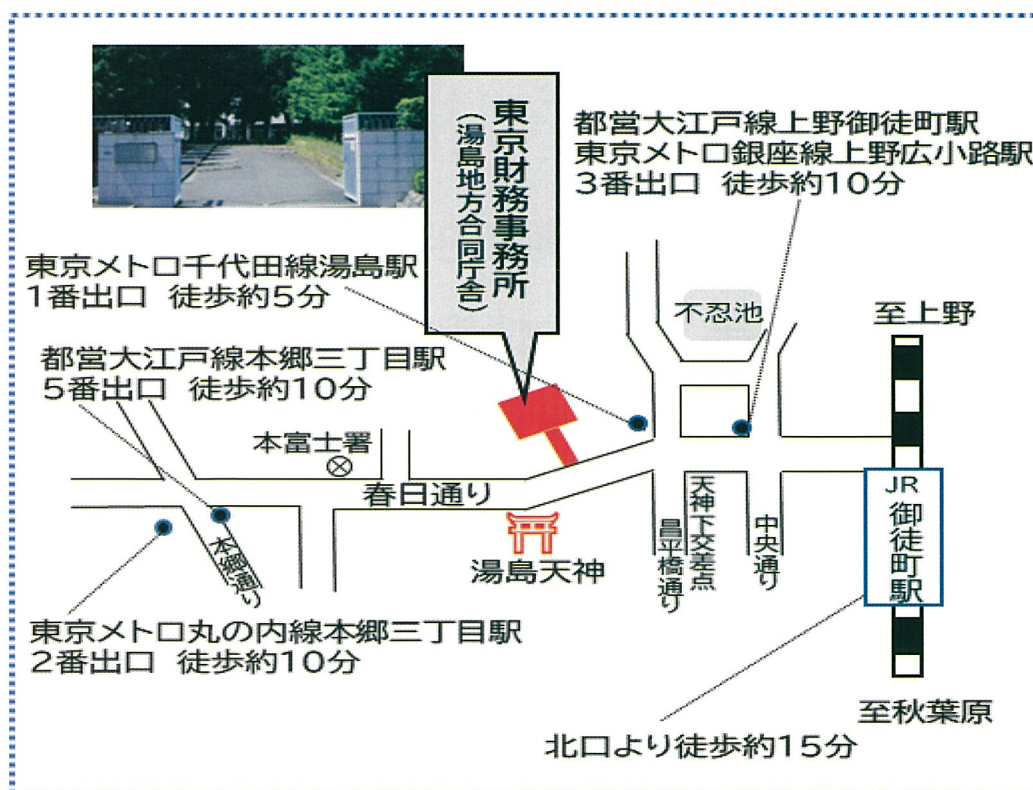 東京財務事務所
（湯島地方合同庁舎）
都営大江戸線上野御徒町駅
東京メトロ銀座線上野広小路駅
3番出口 徒歩約10分
東京メトロ千代田線湯島駅
1番出口 徒歩約5分
不忍池
至上野
都営大江戸線本郷三丁目駅
5番出口 徒歩約10分
本富士署
春日通り
JR
御徒町駅
湯島天神
本郷通り
昌平橋通り
天神下交差点
中央通り
東京メトロ丸の内線本郷三丁目駅
2番出口 徒歩約10分
至秋葉原
北口より徒歩約15分